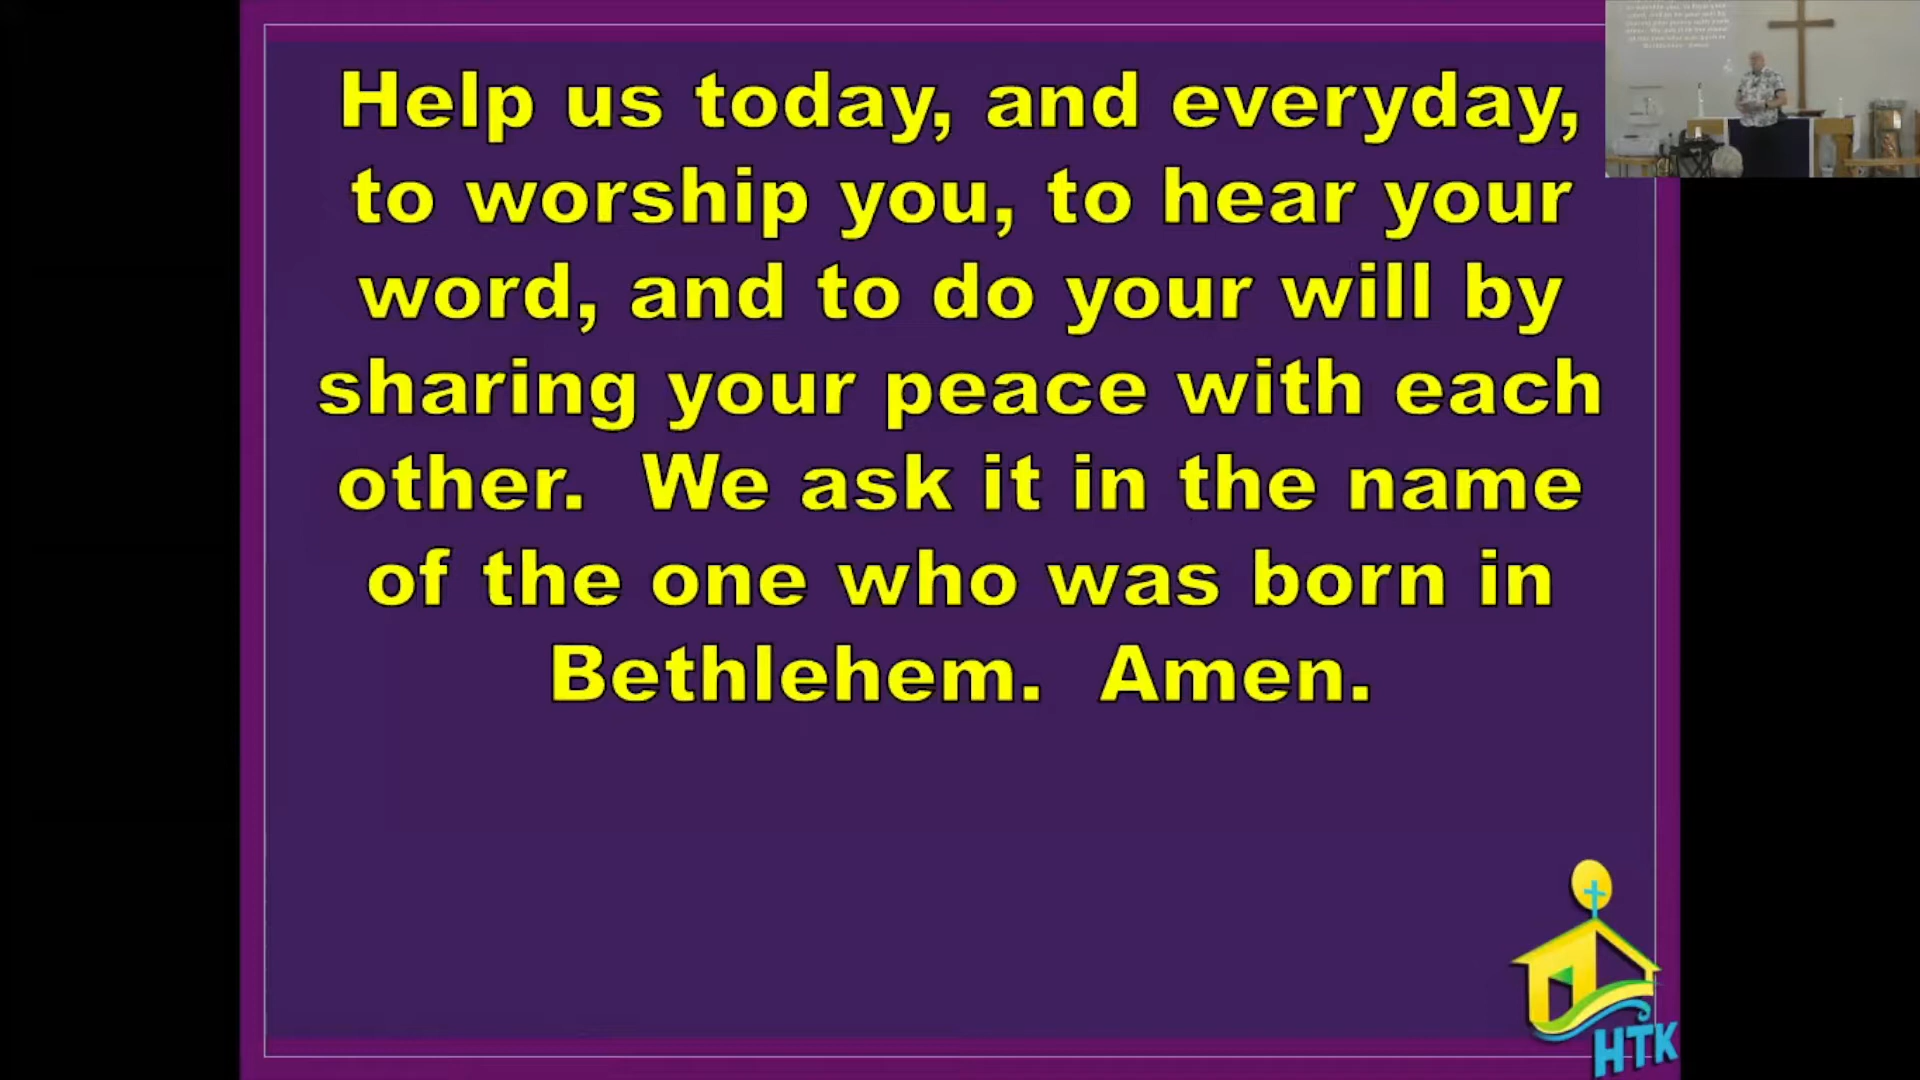 Help us today, and everyday,
to worship you, to hear your
word, and to do your will by
sharing your peace with each
other. We ask it in the name
of the one who was born in
Bethlehem. Amen.
HTK